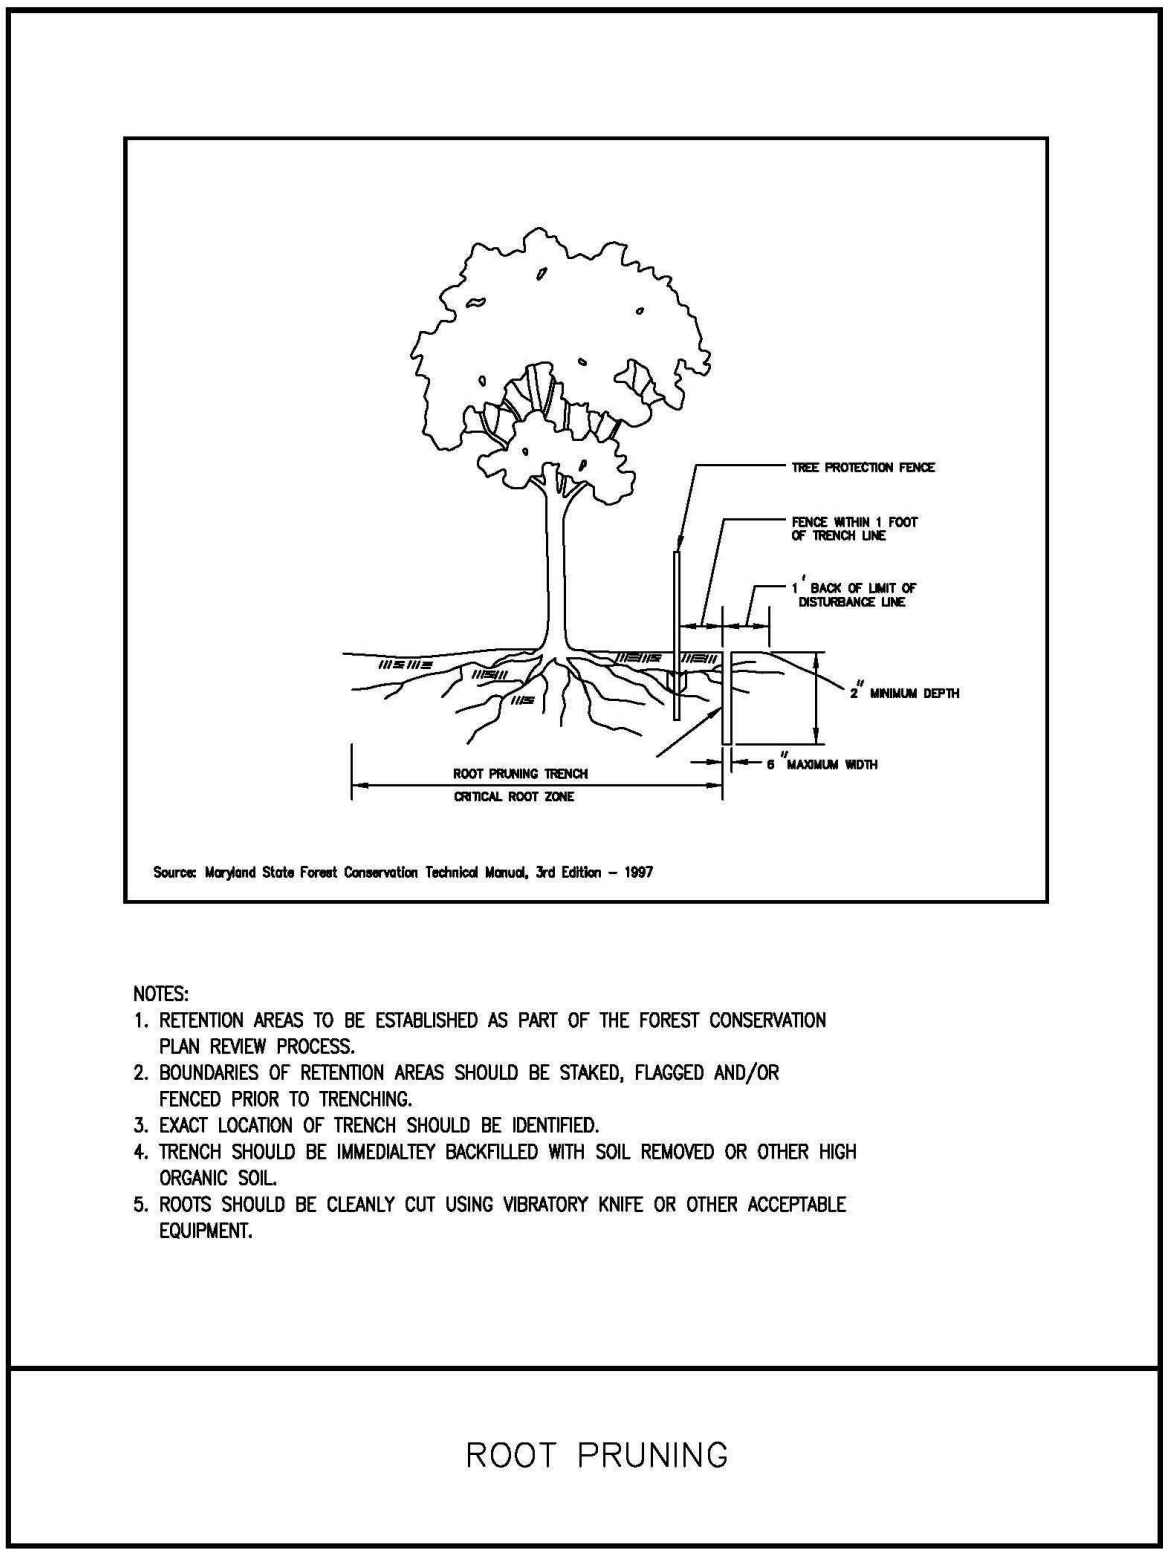 TREE PROTECTION FENCE
FENCE WITHIN 1 FOOT
OF TRENCH LINE
1' BACK OF LIMIT OF
DISTURBANCE LINE
2" MINIMUM DEPTH
6" MAXIMUM WIDTH
ROOT PRUNING TRENCH
CRITICAL ROOT ZONE
Source: Maryland State Forest Conservation Technical Manual, 3rd Edition – 1997
NOTES:
1. RETENTION AREAS TO BE ESTABLISHED AS PART OF THE FOREST CONSERVATION
PLAN REVIEW PROCESS.
2. BOUNDARIES OF RETENTION AREAS SHOULD BE STAKED, FLAGGED AND/OR
FENCED PRIOR TO TRENCHING.
3. EXACT LOCATION OF TRENCH SHOULD BE IDENTIFIED.
4. TRENCH SHOULD BE IMMEDIALTEY BACKFILLED WITH SOIL REMOVED OR OTHER HIGH
ORGANIC SOIL.
5. ROOTS SHOULD BE CLEANLY CUT USING VIBRATORY KNIFE OR OTHER ACCEPTABLE
EQUIPMENT.
ROOT PRUNING